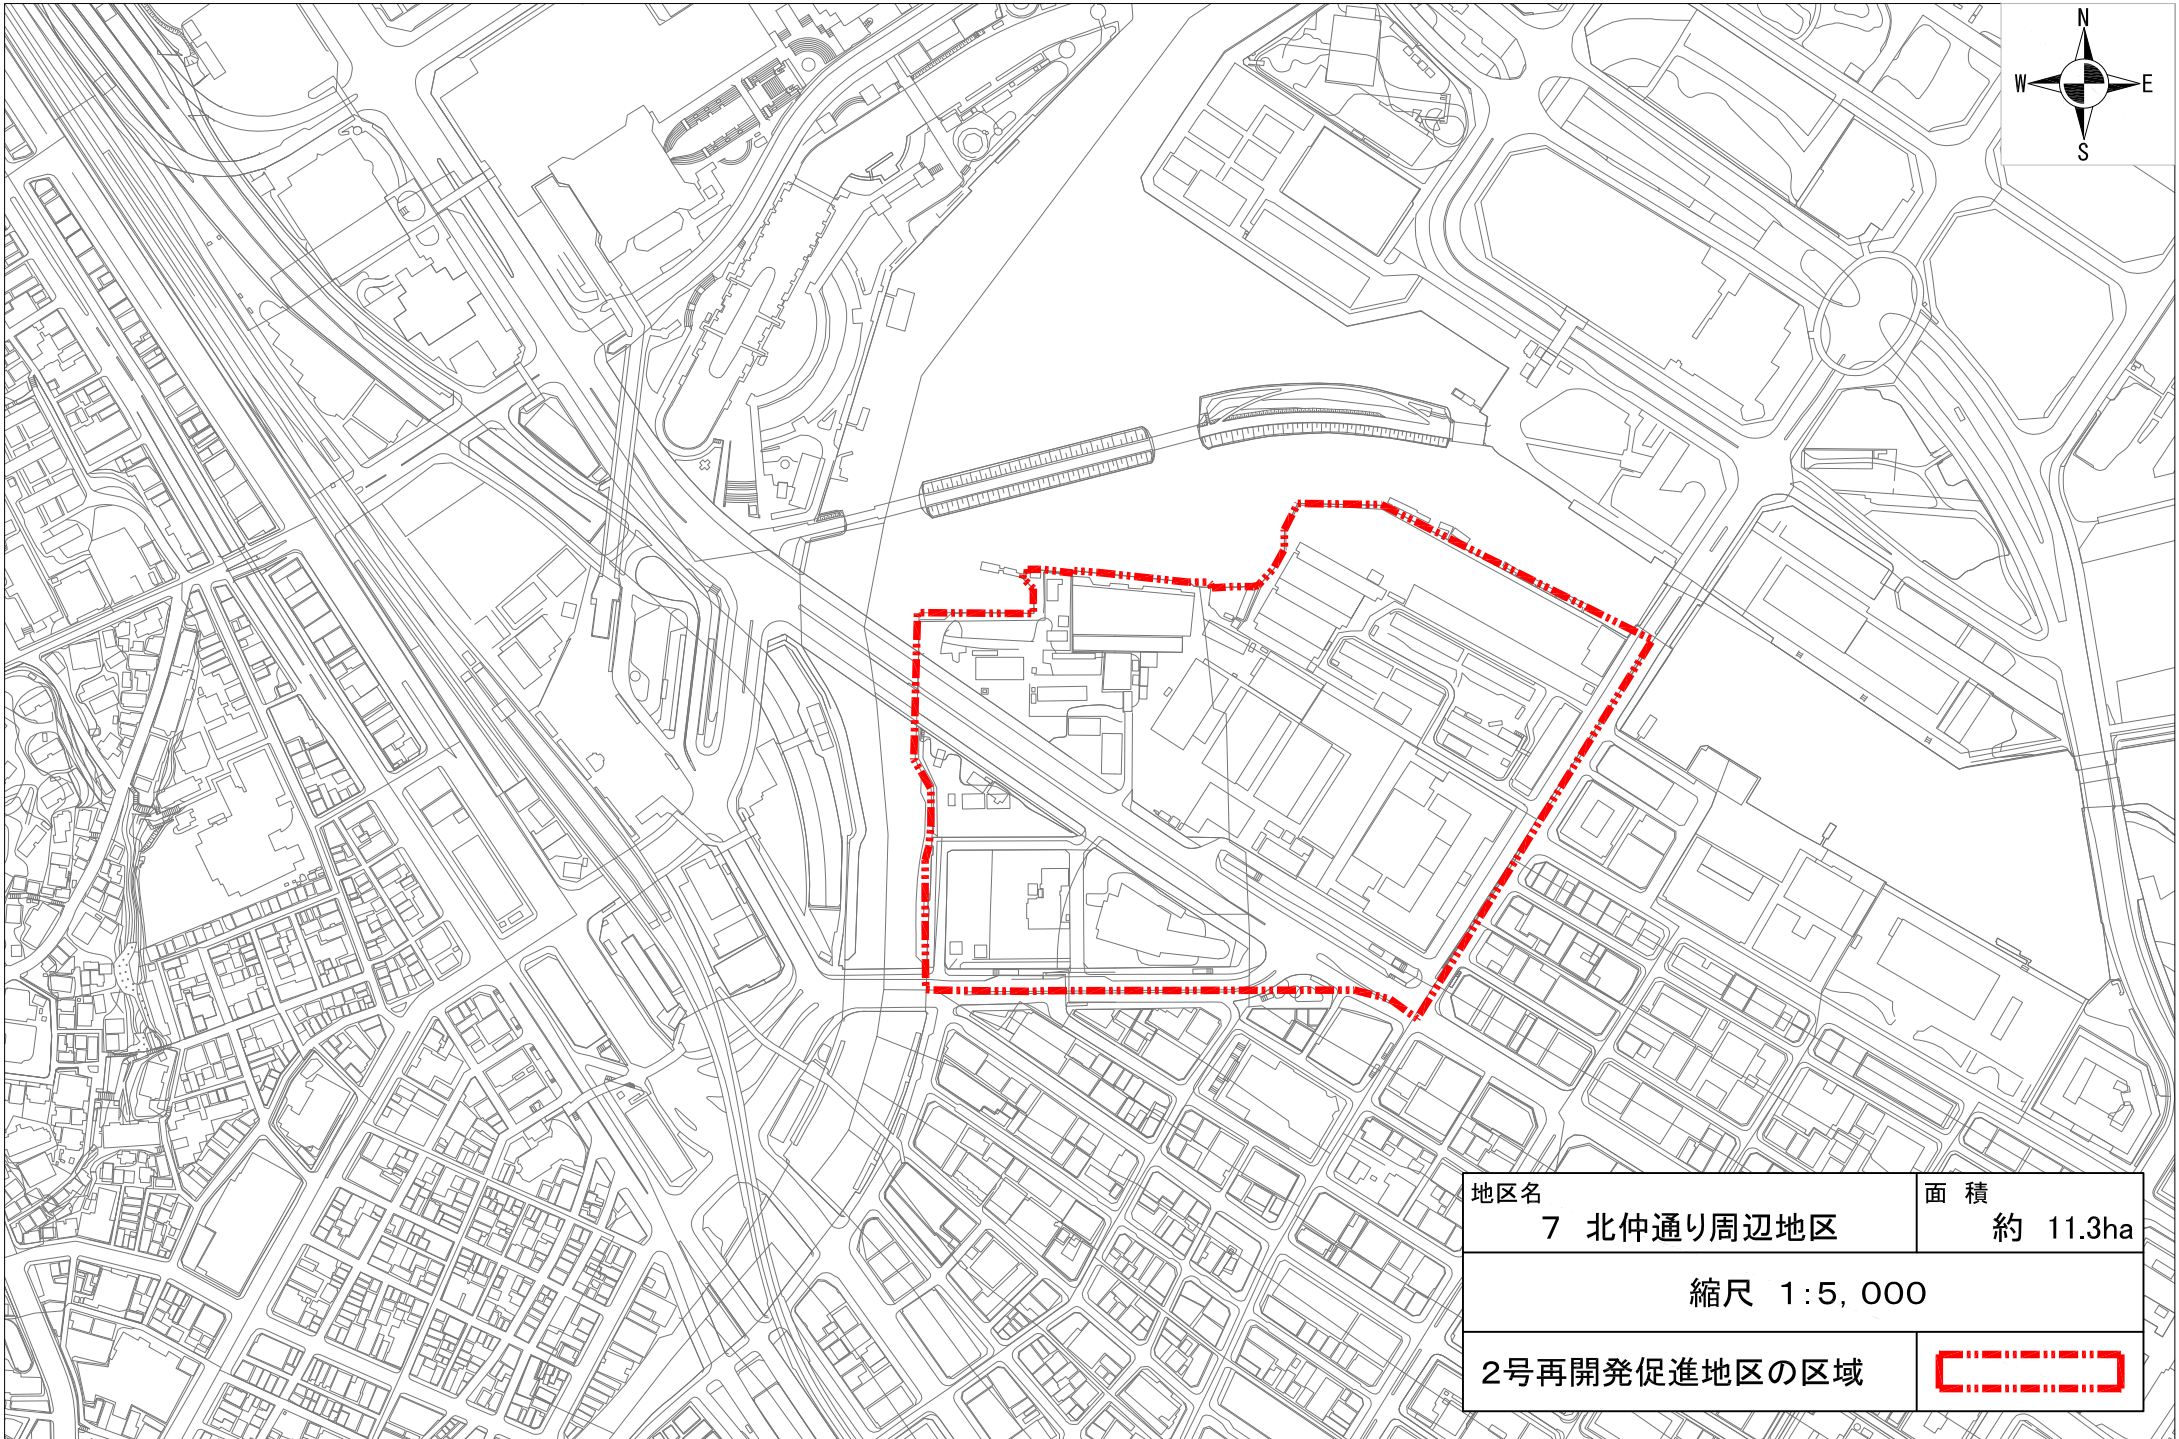 N
W E
S
地区名
7 北仲通り周辺地区
面 積
約 11.3ha
縮尺 1:5,000
2号再開発促進地区の区域